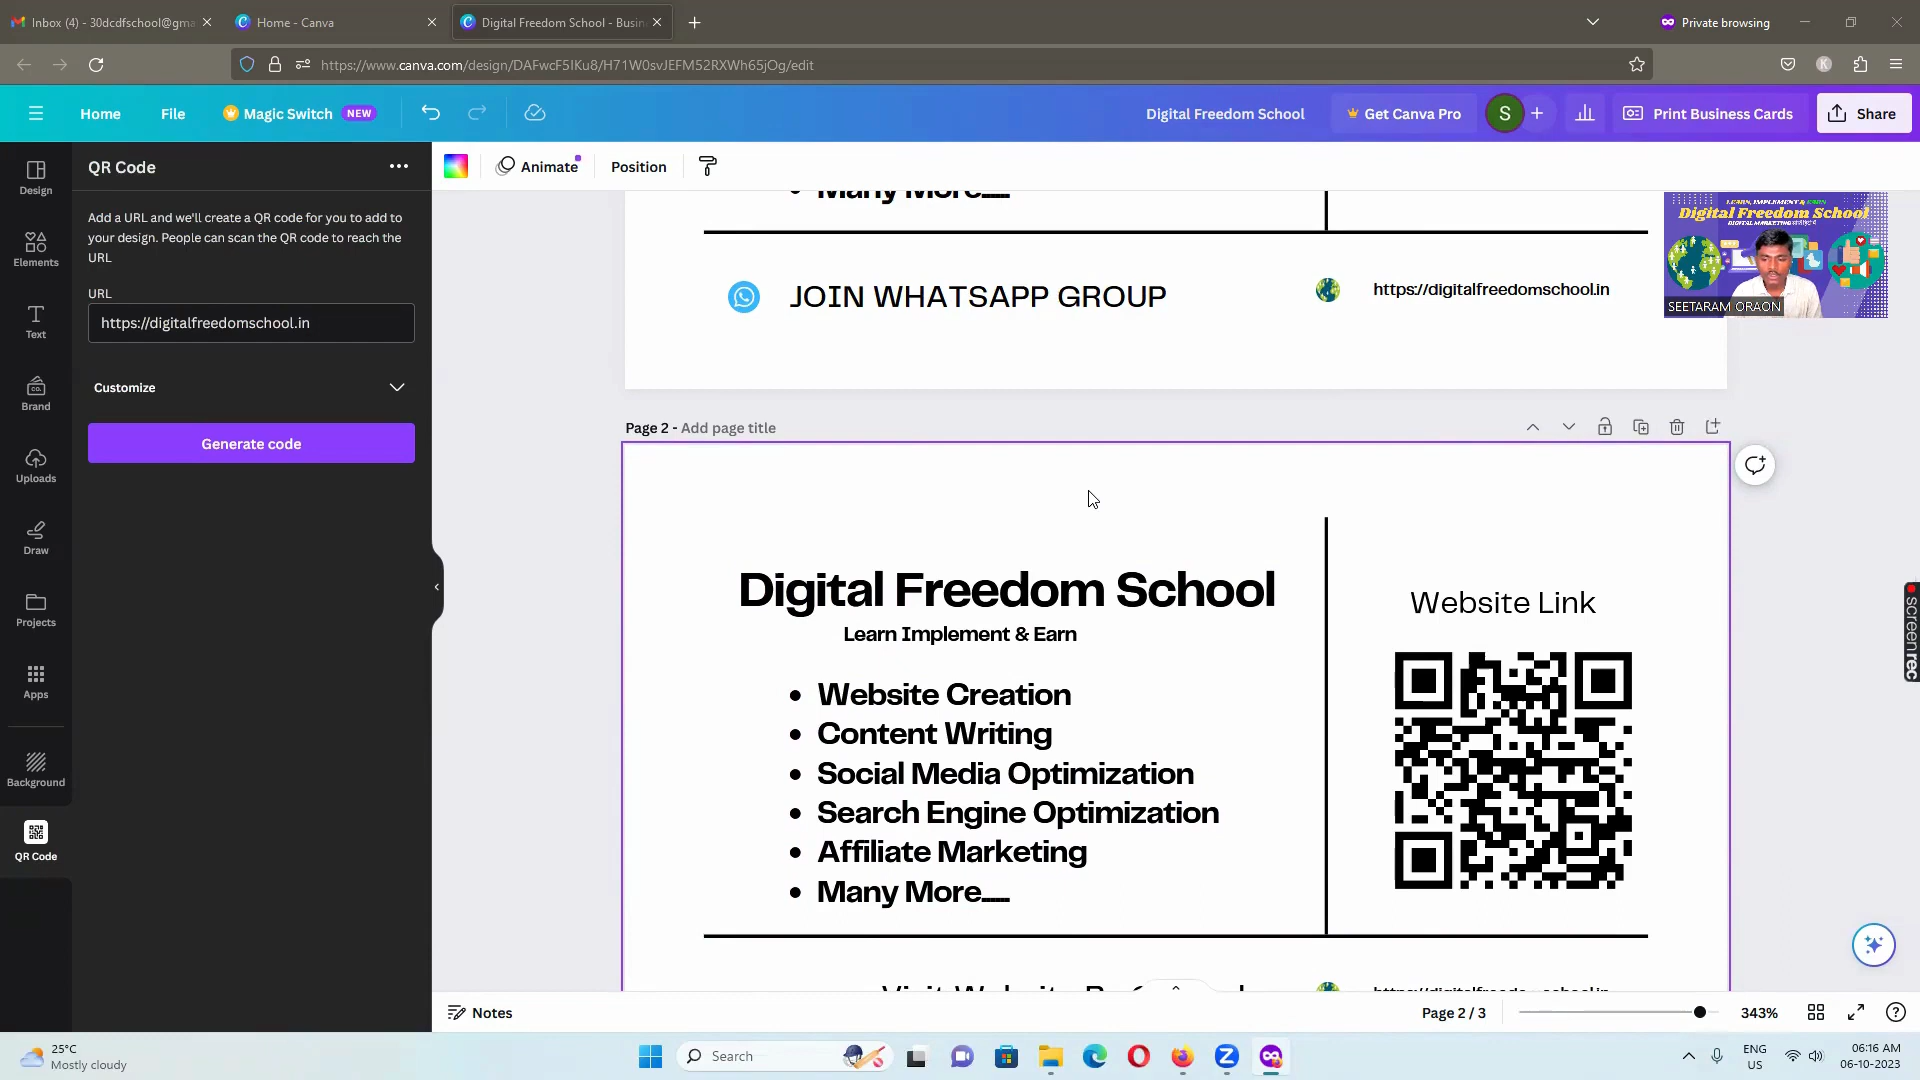 Inbox (4) - 30dcdfschool@gma
Home - Canva
Digital Freedom School - Busin
Private browsing
https://www.canva.com/design/DAFwcF5IKu8/H71W0svJEFM52RXWh65jOg/edit
Home
File
Magic Switch
NEW
Digital Freedom School
Get Canva Pro
S
Print Business Cards
Share
Design
Elements
Text
Brand
Uploads
Draw
Projects
Apps
Background
QR Code
QR Code
Add a URL and we'll create a QR code for you to add to
your design. People can scan the QR code to reach the
URL
URL
https://digitalfreedomschool.in
Customize
Generate code
Animate
Position
Many More.....
JOIN WHATSAPP GROUP
https://digitalfreedomschool.in
LEARN, IMPLEMENT & EARN
Digital Freedom School
SEETARAM ORAON
Page 2 - Add page title
Digital Freedom School
Learn Implement & Earn
Website Creation
Content Writing
Social Media Optimization
Search Engine Optimization
Affiliate Marketing
Many More.....
Website Link
Notes
Page 2 / 3
343%
screenrec
25°C
Mostly cloudy
Search
ENG
US
06:16 AM
06-10-2023